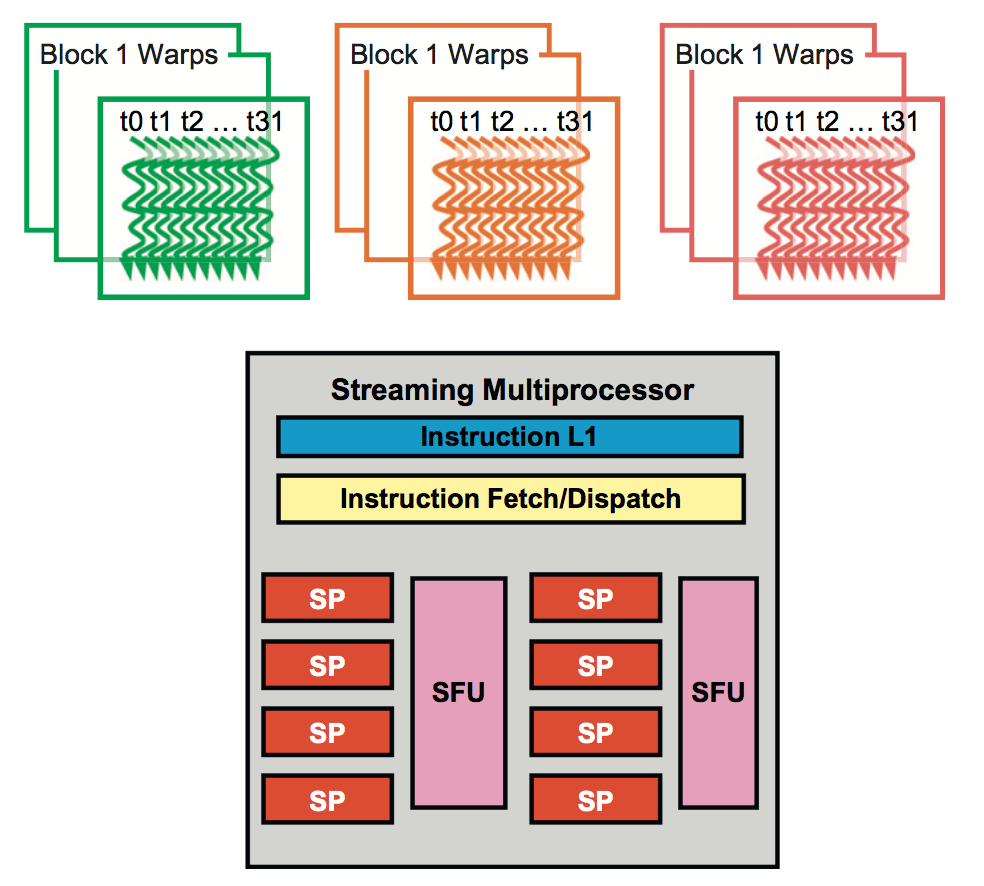 Block 1 Warps
t0 t1 t2 … t31
Block 1 Warps
t0 t1 t2 … t31
Block 1 Warps
t0 t1 t2 … t31
Streaming Multiprocessor
Instruction L1
Instruction Fetch/Dispatch
SP
SP
SP
SP
SFU
SP
SP
SP
SP
SFU